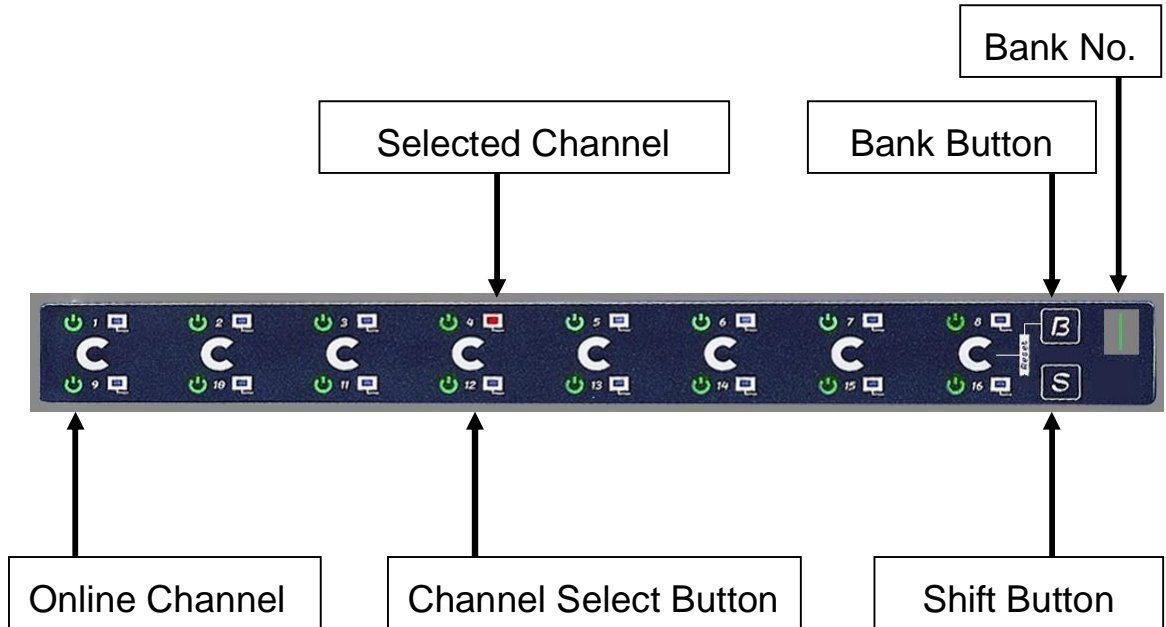 Bank No.
Selected Channel Bank Button
1 2 3 4 5 6 7 8 B
C C C C C C C C Reset
9 10 11 12 13 14 15 16 S
Online Channel Channel Select Button Shift Button